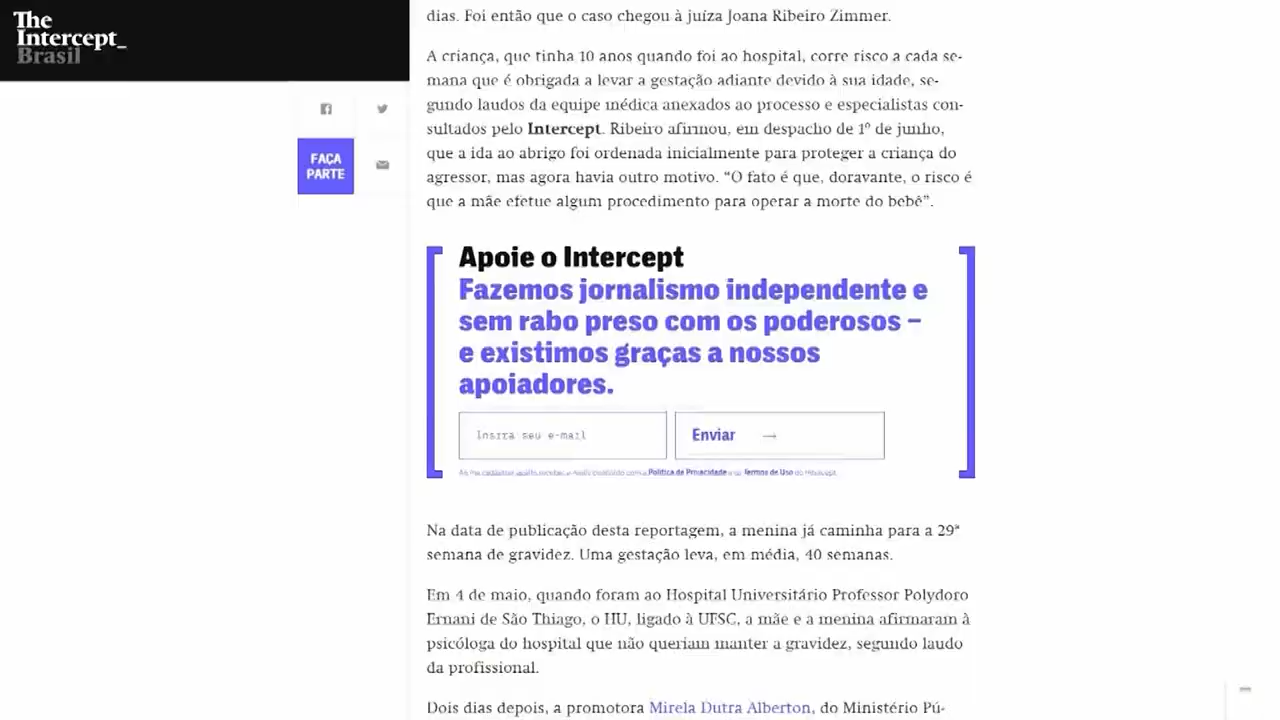 The
Intercept_
Brasil
FAÇA
PARTE
dias. Foi então que o caso chegou à juíza Joana Ribeiro Zimmer.
A criança, que tinha 10 anos quando foi ao hospital, corre risco a cada se-
mana que é obrigada a levar a gestação adiante devido à sua idade, se-
gundo laudos da equipe médica anexados ao processo e especialistas con-
sultados pelo Intercept. Ribeiro afirmou, em despacho de 1º de junho,
que a ida ao abrigo foi ordenada inicialmente para proteger a criança do
agressor, mas agora havia outro motivo. “O fato é que, doravante, o risco é
que a mãe efetue algum procedimento para operar a morte do bebê”.
Apoie o Intercept
Fazemos jornalismo independente e
sem rabo preso com os poderosos –
e existimos graças a nossos
apoiadores.
Insira seu e-mail
Enviar →
Política de Privacidade Termos de Uso
Na data de publicação desta reportagem, a menina já caminha para a 29ª
semana de gravidez. Uma gestação leva, em média, 40 semanas.
Em 4 de maio, quando foram ao Hospital Universitário Professor Polydoro
Ernani de São Thiago, o HU, ligado à UFSC, a mãe e a menina afirmaram à
psicóloga do hospital que não queriam manter a gravidez, segundo laudo
da profissional.
Dois dias depois, a promotora Mirela Dutra Alberton, do Ministério Pú-